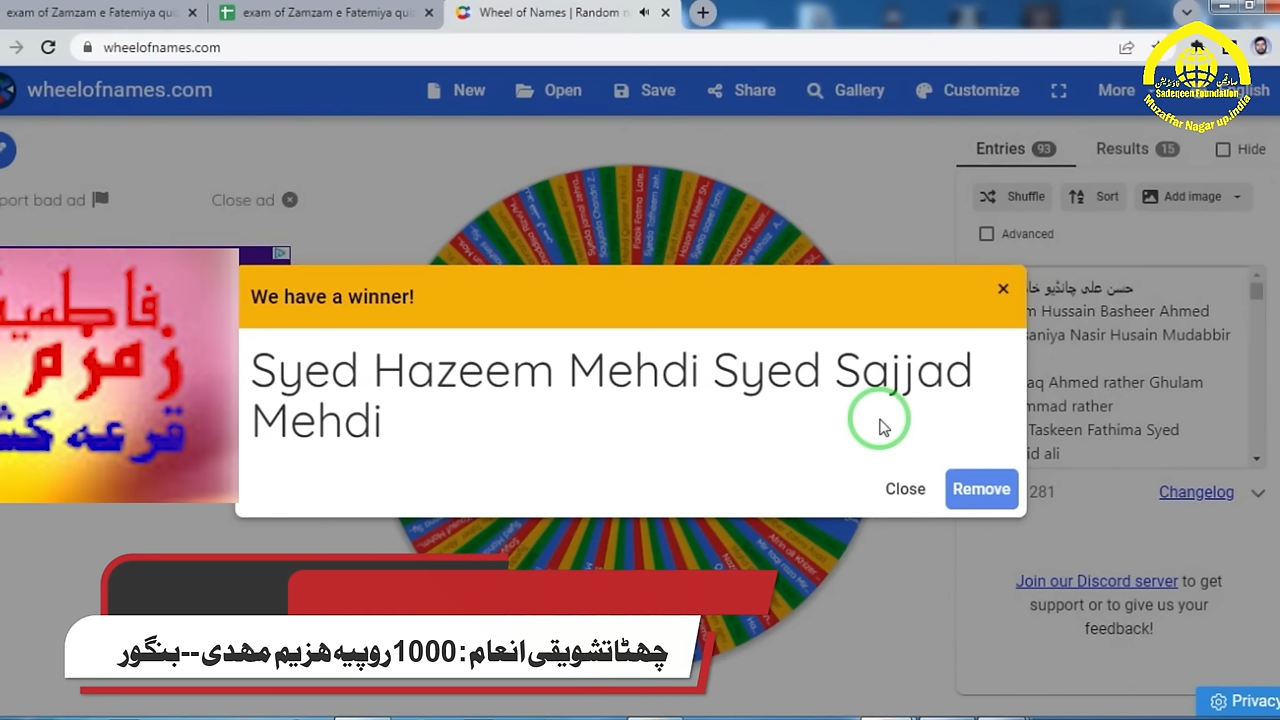 exam of Zamzam e Fatemiya qui
exam of Zamzam e Fatemiya qui
Wheel of Names | Random n
wheelofnames.com
wheelofnames.com
New
Open
Save
Share
Gallery
Customize
More
Sadeqeen Foundation
Muzaffar Nagar up.india
Entries 93
Results 15
Hide
port bad ad
Close ad
Shuffle
Sort
Add image
Advanced
فاطمیہ
زمزم
قرعہ کش
We have a winner!
Syed Hazeem Mehdi Syed Sajjad
Mehdi
Close
Remove
حسن علی چانڈیو خا
m Hussain Basheer Ahmed
saniya Nasir Husain Mudabbir
aq Ahmed rather Ghulam
mmad rather
Taskeen Fathima Syed
id ali
281
Changelog
Join our Discord server to get
support or to give us your
feedback!
چھٹا تشویقی انعام : 1000 روپیہ ھزیم مھدی--بنگور
Privacy